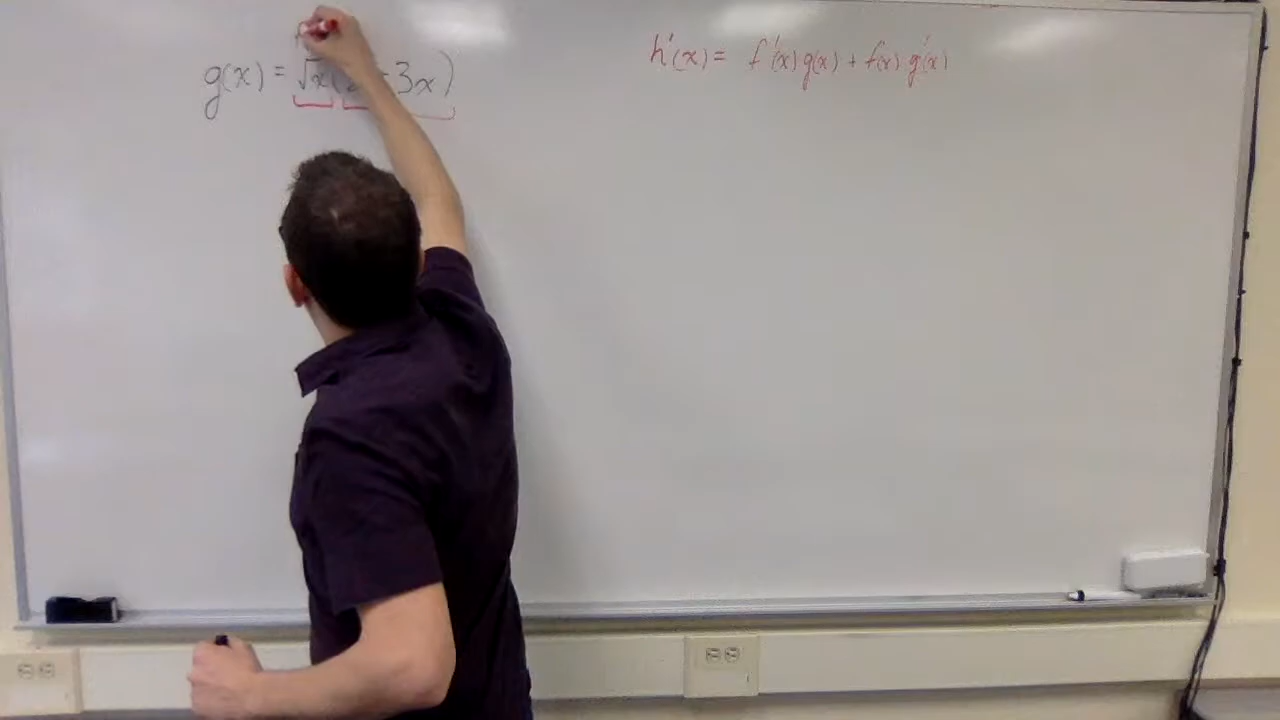 g(x) = √x( - 3x)
h'(x) = f'(x) g(x) + f(x) g'(x)